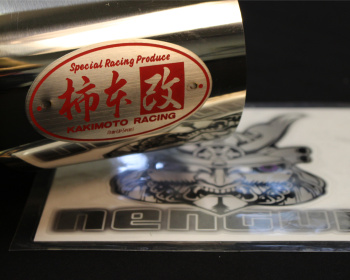 Special Racing Produce
柿本改
KAKIMOTO RACING